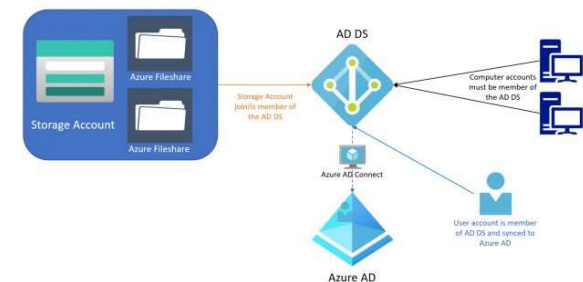 AD DS
Azure Fileshare
Storage Account
Azure Fileshare
Storage Account
join/is member of
the AD DS
Computer accounts
must be member of
the AD DS
Azure AD Connect
User account is member
of AD DS and synced to
Azure AD
Azure AD